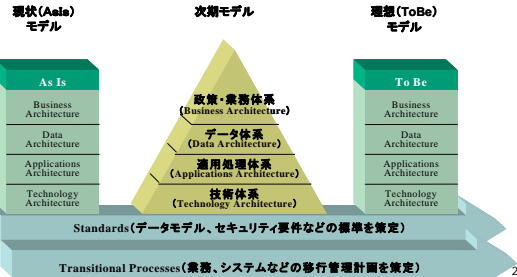 現状(AsIs)
モデル
次期モデル
理想(ToBe)
モデル
As Is
Business
Architecture
Data
Architecture
Applications
Architecture
Technology
Architecture
政策・業務体系
(Business Architecture)
データ体系
(Data Architecture)
適用処理体系
(Applications Architecture)
技術体系
(Technology Architecture)
To Be
Business
Architecture
Data
Architecture
Applications
Architecture
Technology
Architecture
Standards(データモデル、セキュリティ要件などの標準を策定)
Transitional Processes(業務、システムなどの移行管理計画を策定)
2